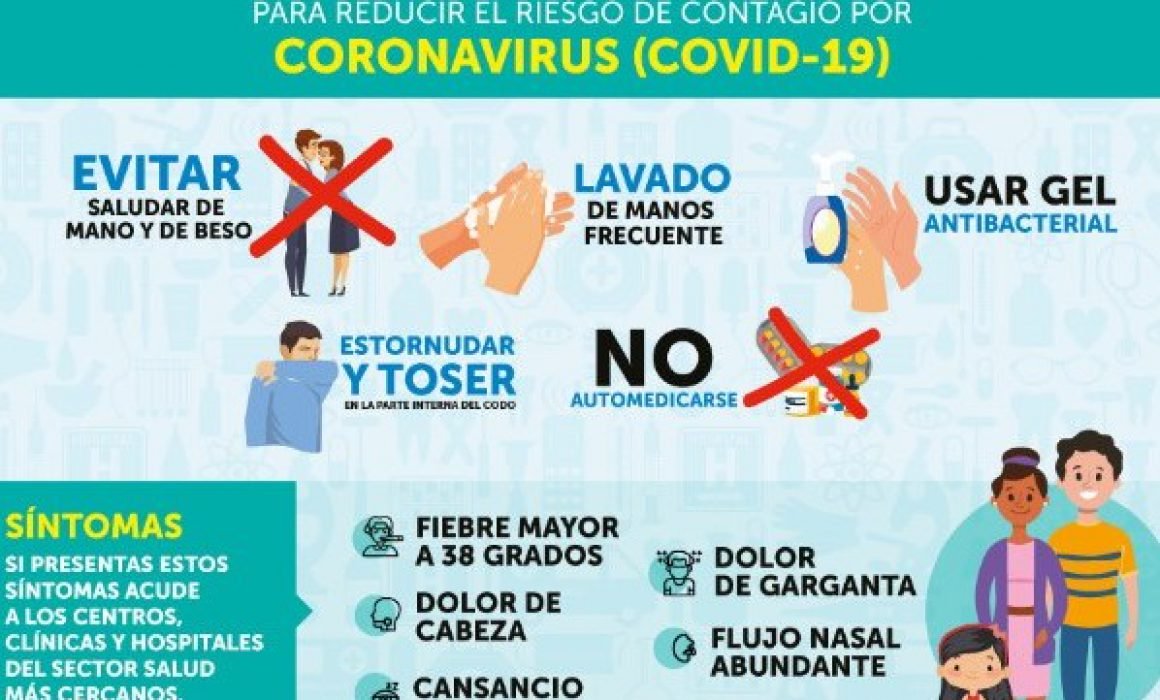 PARA REDUCIR EL RIESGO DE CONTAGIO POR
CORONAVIRUS (COVID-19)
EVITAR
SALUDAR DE
MANO Y DE BESO
LAVADO
DE MANOS
FRECUENTE
USAR GEL
ANTIBACTERIAL
ESTORNUDAR
Y TOSER
EN LA PARTE INTERNA DEL CODO
NO
AUTOMEDICARSE
SÍNTOMAS
SI PRESENTAS ESTOS
SÍNTOMAS ACUDE
A LOS CENTROS,
CLÍNICAS Y HOSPITALES
DEL SECTOR SALUD
MÁS CERCANOS.
FIEBRE MAYOR
A 38 GRADOS
DOLOR DE
CABEZA
CANSANCIO
DOLOR
DE GARGANTA
FLUJO NASAL
ABUNDANTE